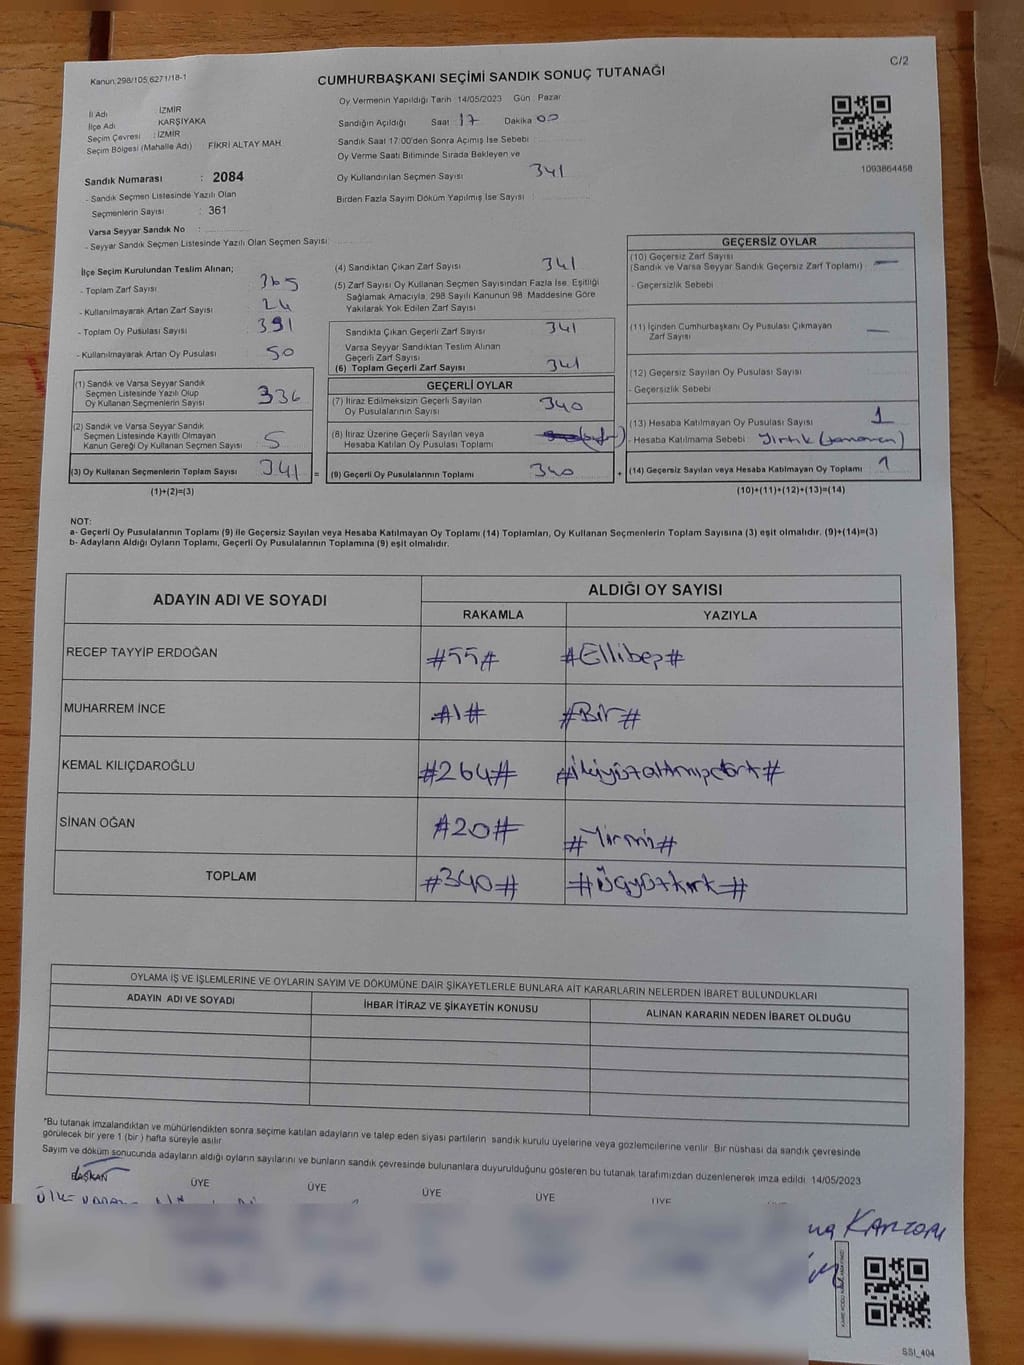 Kanun:298/105,6271/18-1
C/2
CUMHURBAŞKANI SEÇİMİ SANDIK SONUÇ TUTANAĞI
İl Adı : İZMİR
İlçe Adı : KARŞIYAKA
Seçim Çevresi : İZMİR
Seçim Bölgesi (Mahalle Adı) FİKRİ ALTAY MAH
Sandık Numarası : 2084
- Sandık Seçmen Listesinde Yazılı Olan
Seçmenlerin Sayısı : 361
Varsa Seyyar Sandık No :
- Seyyar Sandık Seçmen Listesinde Yazılı Olan Seçmen Sayısı:
Oy Vermenin Yapıldığı Tarih 14/05/2023 Gün Pazar
Sandığın Açıldığı Saat 17 Dakika 00
Sandık Saat 17:00'den Sonra Açılmış İse Sebebi
Oy Verme Saati Bitiminde Sırada Bekleyen ve
Oy Kullandırılan Seçmen Sayısı 341
Birden Fazla Sayım Döküm Yapılmış İse Sayısı :
1093864458
İlçe Seçim Kurulundan Teslim Alınan;
- Toplam Zarf Sayısı 365
- Kullanılmayarak Artan Zarf Sayısı 24
- Toplam Oy Pusulası Sayısı 391
- Kullanılmayarak Artan Oy Pusulası 50
(1) Sandık ve Varsa Seyyar Sandık
Seçmen Listesinde Yazılı Olup
Oy Kullanan Seçmenlerin Sayısı 336
(2) Sandık ve Varsa Seyyar Sandık
Seçmen Listesinde Kayıtlı Olmayan
Kanun Gereği Oy Kullanan Seçmen Sayısı 5
(3) Oy Kullanan Seçmenlerin Toplam Sayısı 341 =
(1)+(2)=(3)
(4) Sandıktan Çıkan Zarf Sayısı 341
(5) Zarf Sayısı Oy Kullanan Seçmen Sayısından Fazla İse, Eşitliği
Sağlamak Amacıyla, 298 Sayılı Kanunun 98. Maddesine Göre
Yakılarak Yok Edilen Zarf Sayısı
Sandıkta Çıkan Geçerli Zarf Sayısı 341
Varsa Seyyar Sandıktan Teslim Alınan
Geçerli Zarf Sayısı
(6) Toplam Geçerli Zarf Sayısı 341
GEÇERLİ OYLAR
(7) İtiraz Edilmeksizin Geçerli Sayılan
Oy Pusulalarının Sayısı 340
(8) İtiraz Üzerine Geçerli Sayılan veya
Hesaba Katılan Oy Pusulası Toplamı
(9) Geçerli Oy Pusulalarının Toplamı 340 +
GEÇERSİZ OYLAR
(10) Geçersiz Zarf Sayısı
(Sandık ve Varsa Seyyar Sandık Geçersiz Zarf Toplamı) —
- Geçersizlik Sebebi
(11) İçinden Cumhurbaşkanı Oy Pusulası Çıkmayan
Zarf Sayısı —
(12) Geçersiz Sayılan Oy Pusulası Sayısı
- Geçersizlik Sebebi
(13) Hesaba Katılmayan Oy Pusulası Sayısı 1
- Hesaba Katılmama Sebebi Yırtık
(14) Geçersiz Sayılan veya Hesaba Katılmayan Oy Toplamı 1
(10)+(11)+(12)+(13)=(14)
NOT:
a- Geçerli Oy Pusulalarının Toplamı (9) ile Geçersiz Sayılan veya Hesaba Katılmayan Oy Toplamı (14) Toplamları, Oy Kullanan Seçmenlerin Toplam Sayısına (3) eşit olmalıdır. (9)+(14)=(3)
b- Adayların Aldığı Oyların Toplamı, Geçerli Oy Pusulalarının Toplamına (9) eşit olmalıdır.
ADAYIN ADI VE SOYADI ALDIĞI OY SAYISI
RAKAMLA YAZIYLA
RECEP TAYYİP ERDOĞAN #55# #Ellibeş#
MUHARREM İNCE #1# #Bir#
KEMAL KILIÇDAROĞLU #264# #İkiyüzaltmışdört#
SİNAN OĞAN #20# #Yirmi#
TOPLAM #340# #Üçyüzkırk#
OYLAMA İŞ VE İŞLEMLERİNE VE OYLARIN SAYIM VE DÖKÜMÜNE DAİR ŞİKAYETLERLE BUNLARA AİT KARARLARIN NELERDEN İBARET BULUNDUKLARI
ADAYIN ADI VE SOYADI İHBAR İTİRAZ VE ŞİKAYETİN KONUSU ALINAN KARARIN NEDEN İBARET OLDUĞU
*Bu tutanak imzalandıktan ve mühürlendikten sonra seçime katılan adayların ve talep eden siyasi partilerin sandık kurulu üyelerine veya gözlemcilerine verilir. Bir nüshası da sandık çevresinde
görülecek bir yere 1 (bir ) hafta süreyle asılır.
Sayım ve döküm sonucunda adayların aldığı oyların sayılarını ve bunların sandık çevresinde bulunanlara duyurulduğunu gösteren bu tutanak tarafımızdan düzenlenerek imza edildi. 14/05/2023
BAŞKAN ÜYE ÜYE ÜYE ÜYE ÜYE
SSI_404